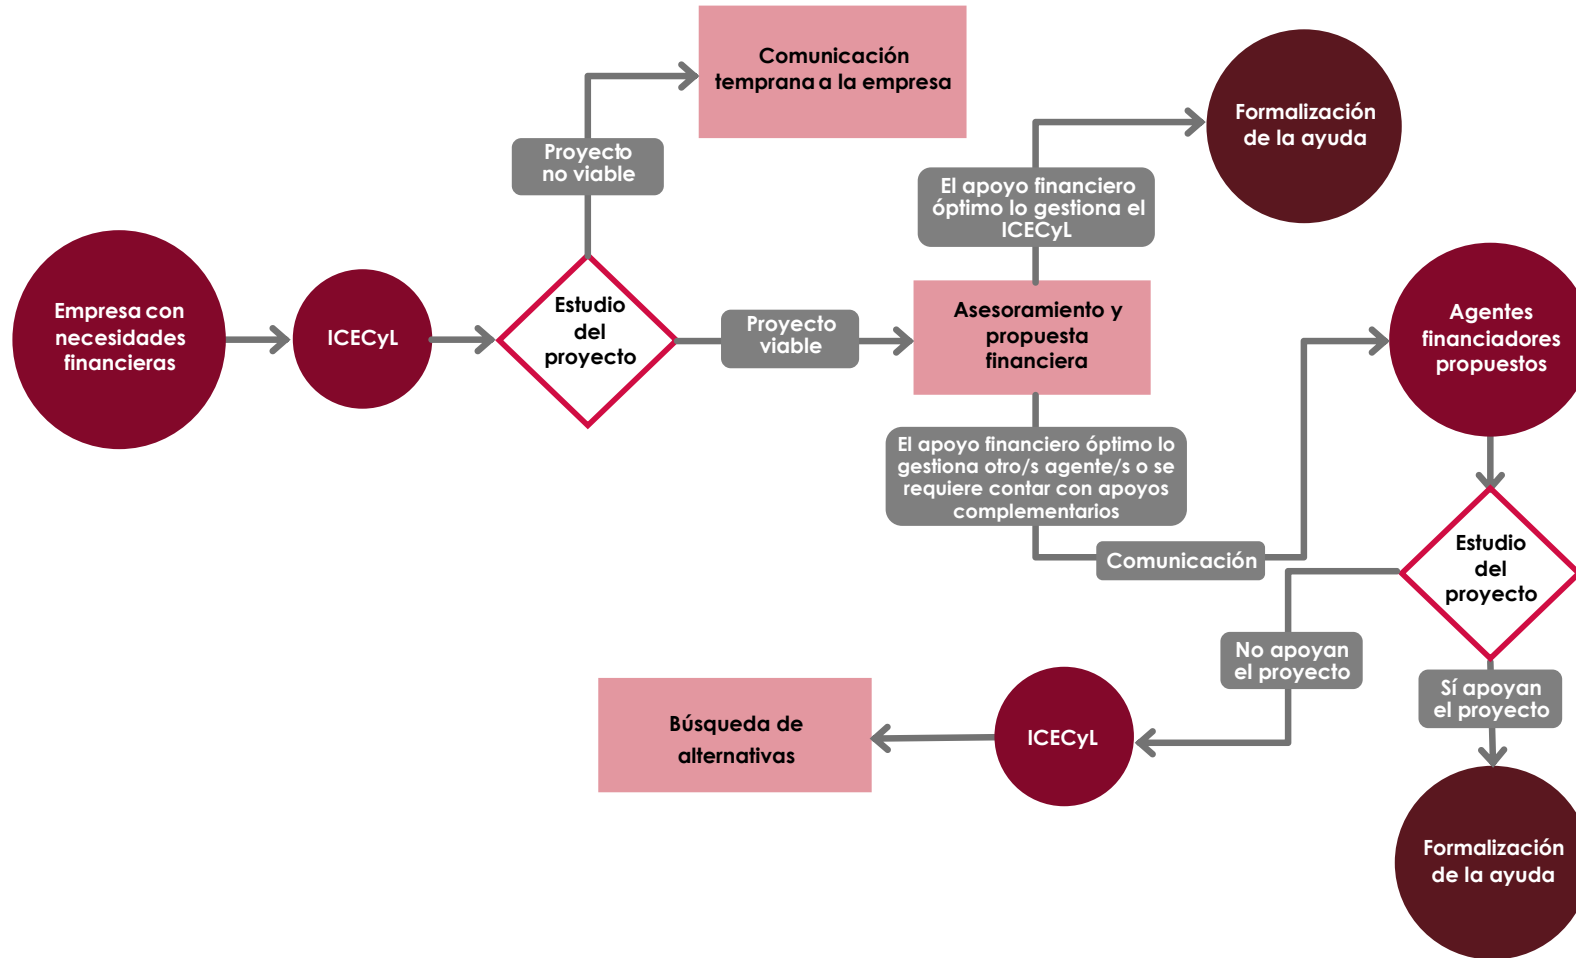 Comunicación
temprana a la empresa
Formalización
de la ayuda
Proyecto
no viable
El apoyo financiero
óptimo lo gestiona el
ICECyL
Empresa con
necesidades
financieras
ICECyL
Estudio
del
proyecto
Proyecto
viable
Asesoramiento y
propuesta
financiera
Agentes
financiadores
propuestos
El apoyo financiero óptimo lo
gestiona otro/s agente/s o se
requiere contar con apoyos
complementarios
Comunicación
Estudio
del
proyecto
No apoyan
el proyecto
Sí apoyan
el proyecto
Búsqueda de
alternativas
ICECyL
Formalización
de la ayuda